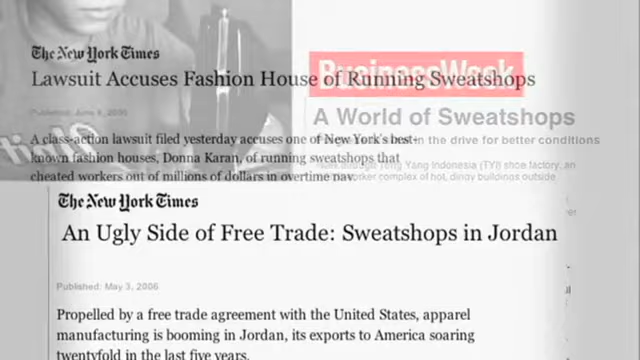 The New York Times
Lawsuit Accuses Fashion House of Running Sweatshops
BusinessWeek
A World of Sweatshops
Published: June 8, 2000
A class-action lawsuit filed yesterday accuses one of New York's best-
known fashion houses, Donna Karan, of running sweatshops that
cheated workers out of millions of dollars in overtime pay.
in the drive for better conditions
Yang Indonesia (TYI) shoe factory, an
complex of hot, dingy buildings outside
The New York Times
An Ugly Side of Free Trade: Sweatshops in Jordan
Published: May 3, 2006
Propelled by a free trade agreement with the United States, apparel
manufacturing is booming in Jordan, its exports to America soaring
twentyfold in the last five years.